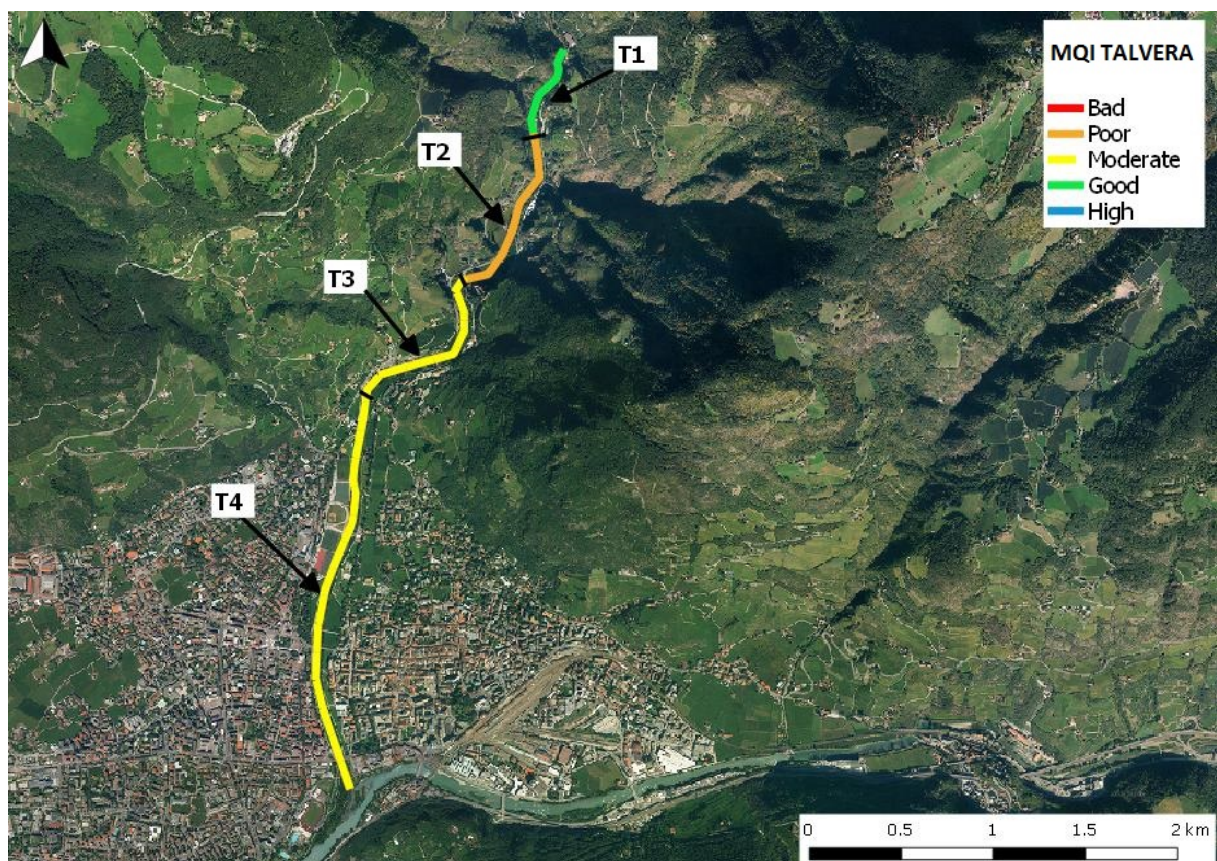 MQI TALVERA
Bad
Poor
Moderate
Good
High
T1
T2
T3
T4
0 0.5 1 1.5 2 km